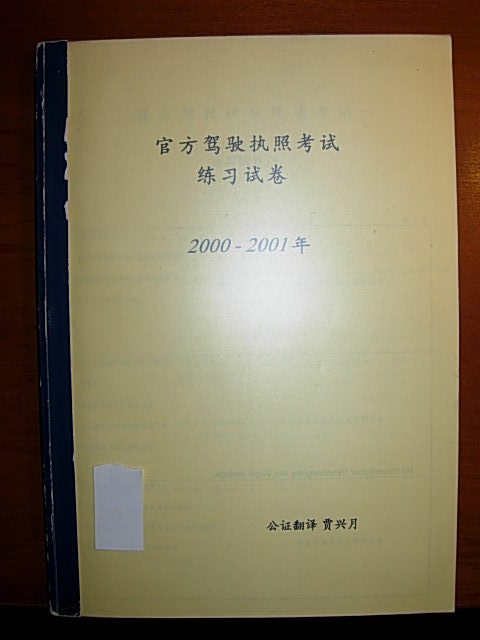 官方驾驶执照考试
练习试卷
2000 - 2001年
公证翻译 贾兴月